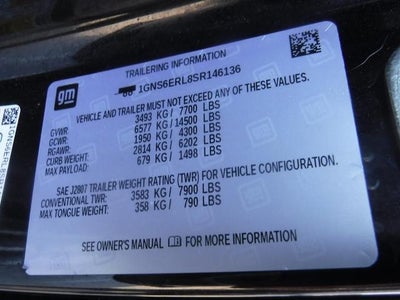 TRAILERING INFORMATION
gm
1GNS6ERL8SR146136
VEHICLE AND TRAILER MUST NOT EXCEED ANY OF THESE VALUES.
GVWR: 3493 KG / 7700 LBS
GCWR: 6577 KG / 14500 LBS
RGAWR: 1950 KG / 4300 LBS
CURB WEIGHT: 2814 KG / 6202 LBS
MAX PAYLOAD: 679 KG / 1498 LBS
SAE J2807 TRAILER WEIGHT RATING (TWR) FOR VEHICLE CONFIGURATION.
CONVENTIONAL TWR: 3583 KG / 7900 LBS
MAX TONGUE WEIGHT: 358 KG / 790 LBS
SEE OWNER'S MANUAL FOR MORE INFORMATION